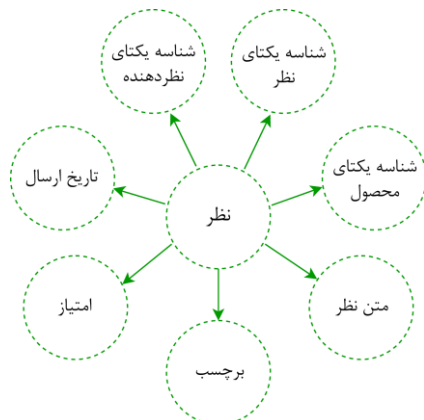 شناسه یکتای
نظر
شناسه یکتای
نظردهنده
شناسه یکتای
محصول
تاریخ ارسال
نظر
متن نظر
امتیاز
برچسب